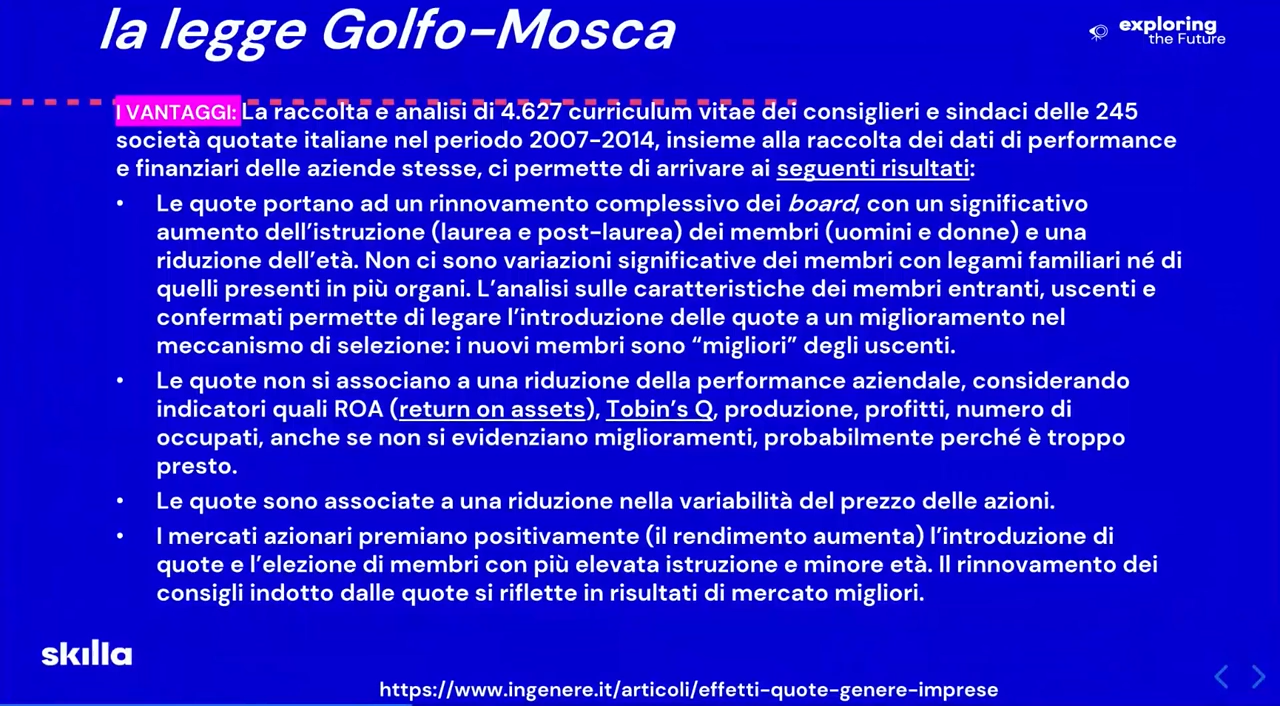 la legge Golfo-Mosca
exploring
the Future
I VANTAGGI: La raccolta e analisi di 4.627 curriculum vitae dei consiglieri e sindaci delle 245
società quotate italiane nel periodo 2007-2014, insieme alla raccolta dei dati di performance
e finanziari delle aziende stesse, ci permette di arrivare ai seguenti risultati:
• Le quote portano ad un rinnovamento complessivo dei board, con un significativo
aumento dell’istruzione (laurea e post-laurea) dei membri (uomini e donne) e una
riduzione dell’età. Non ci sono variazioni significative dei membri con legami familiari né di
quelli presenti in più organi. L’analisi sulle caratteristiche dei membri entranti, uscenti e
confermati permette di legare l’introduzione delle quote a un miglioramento nel
meccanismo di selezione: i nuovi membri sono “migliori” degli uscenti.
• Le quote non si associano a una riduzione della performance aziendale, considerando
indicatori quali ROA (return on assets), Tobin’s Q, produzione, profitti, numero di
occupati, anche se non si evidenziano miglioramenti, probabilmente perché è troppo
presto.
• Le quote sono associate a una riduzione nella variabilità del prezzo delle azioni.
• I mercati azionari premiano positivamente (il rendimento aumenta) l’introduzione di
quote e l’elezione di membri con più elevata istruzione e minore età. Il rinnovamento dei
consigli indotto dalle quote si riflette in risultati di mercato migliori.
skilla
https://www.ingenere.it/articoli/effetti-quote-genere-imprese